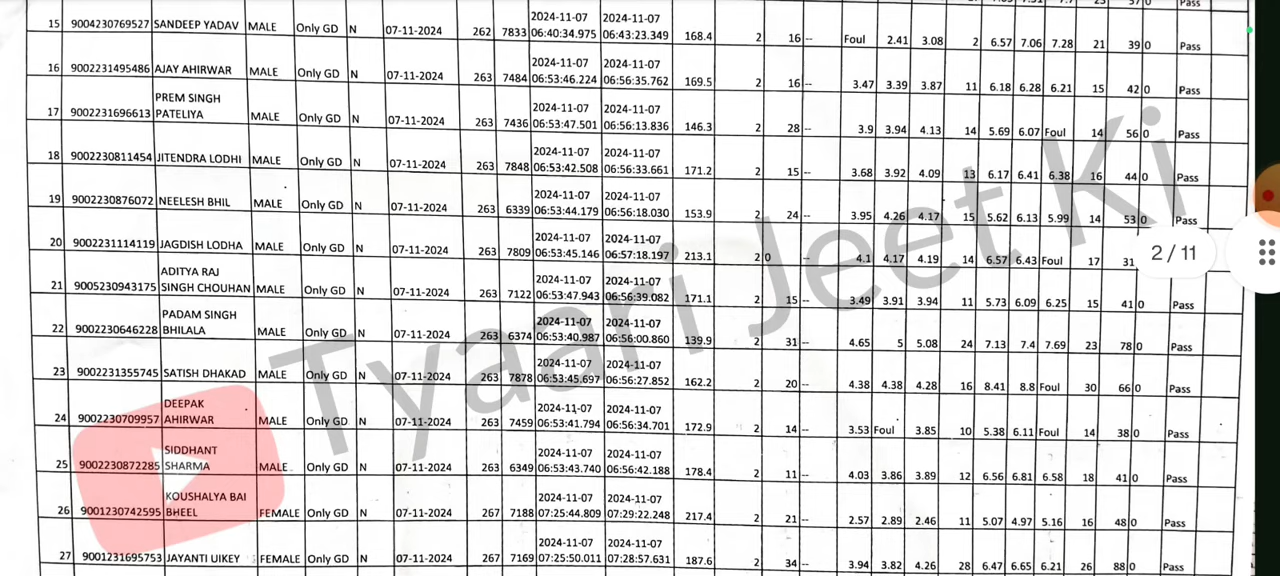 Pass
15 9004230769527 SANDEEP YADAV MALE Only GD N 07-11-2024 262 7833 2024-11-07 06:40:34.975 2024-11-07 06:43:23.349 168.4 2 16 -- Foul 2.41 3.08 2 6.57 7.06 7.28 21 39 0 Pass
16 9002231495486 AJAY AHIRWAR MALE Only GD N 07-11-2024 263 7484 2024-11-07 06:53:46.224 2024-11-07 06:56:35.762 169.5 2 16 -- 3.47 3.39 3.87 11 6.18 6.28 6.21 15 42 0 Pass
17 9002231696613 PREM SINGH PATELIYA MALE Only GD N 07-11-2024 263 7436 2024-11-07 06:53:47.501 2024-11-07 06:56:13.836 146.3 2 28 -- 3.9 3.94 4.13 14 5.69 6.07 Foul 14 56 0 Pass
18 9002230811454 JITENDRA LODHI MALE Only GD N 07-11-2024 263 7848 2024-11-07 06:53:42.508 2024-11-07 06:56:33.661 171.2 2 15 -- 3.68 3.92 4.09 13 6.17 6.41 6.38 16 44 0 Pass
19 9002230876072 NEELESH BHIL MALE Only GD N 07-11-2024 263 6339 2024-11-07 06:53:44.179 2024-11-07 06:56:18.030 153.9 2 24 -- 3.95 4.26 4.17 15 5.62 6.13 5.99 14 53 0 Pass
20 9002231114119 JAGDISH LODHA MALE Only GD N 07-11-2024 263 7809 2024-11-07 06:53:45.146 2024-11-07 06:57:18.197 213.1 2 0 -- 4.1 4.17 4.19 14 6.57 6.43 Foul 17 31
21 9005230943175 ADITYA RAJ SINGH CHOUHAN MALE Only GD N 07-11-2024 263 7122 2024-11-07 06:53:47.943 2024-11-07 06:56:39.082 171.1 2 15 -- 3.49 3.91 3.94 11 5.73 6.09 6.25 15 41 0 Pass
22 9002230646228 PADAM SINGH BHILALA MALE Only GD N 07-11-2024 263 6374 2024-11-07 06:53:40.987 2024-11-07 06:56:00.860 139.9 2 31 -- 4.65 5 5.08 24 7.13 7.4 7.69 23 78 0 Pass
23 9002231355745 SATISH DHAKAD MALE Only GD N 07-11-2024 263 7878 2024-11-07 06:53:45.697 2024-11-07 06:56:27.852 162.2 2 20 -- 4.38 4.38 4.28 16 8.41 8.8 Foul 30 66 0 Pass
24 9002230709957 DEEPAK AHIRWAR MALE Only GD N 07-11-2024 263 7459 2024-11-07 06:53:41.794 2024-11-07 06:56:34.701 172.9 2 14 -- 3.53 Foul 3.85 10 5.38 6.11 Foul 14 38 0 Pass
25 9002230872285 SIDDHANT SHARMA MALE Only GD N 07-11-2024 263 6349 2024-11-07 06:53:43.740 2024-11-07 06:56:42.188 178.4 2 11 -- 4.03 3.86 3.89 12 6.56 6.81 6.58 18 41 0 Pass
26 9001230742595 KOUSHALYA BAI BHEEL FEMALE Only GD N 07-11-2024 267 7188 2024-11-07 07:25:44.809 2024-11-07 07:29:22.248 217.4 2 21 -- 2.57 2.89 2.46 11 5.07 4.97 5.16 16 48 0 Pass
27 9001231695753 JAYANTI UIKEY FEMALE Only GD N 07-11-2024 267 7169 2024-11-07 07:25:50.011 2024-11-07 07:28:57.631 187.6 2 34 -- 3.94 3.82 4.26 28 6.47 6.65 6.21 26 88 0 Pass
Tyaari Jeet Ki
2/11